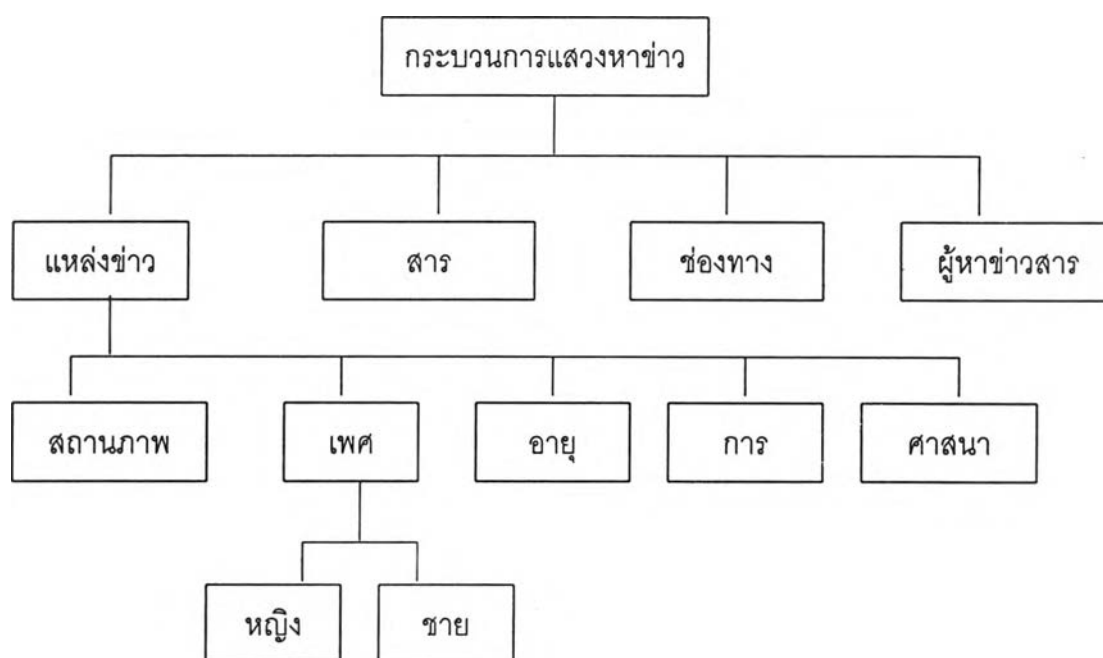 กระบวนการแสวงหาข่าว
แหล่งข่าว
สาร
ช่องทาง
ผู้หาข่าวสาร
สถานภาพ
เพศ
อายุ
การ
ศาสนา
หญิง
ชาย